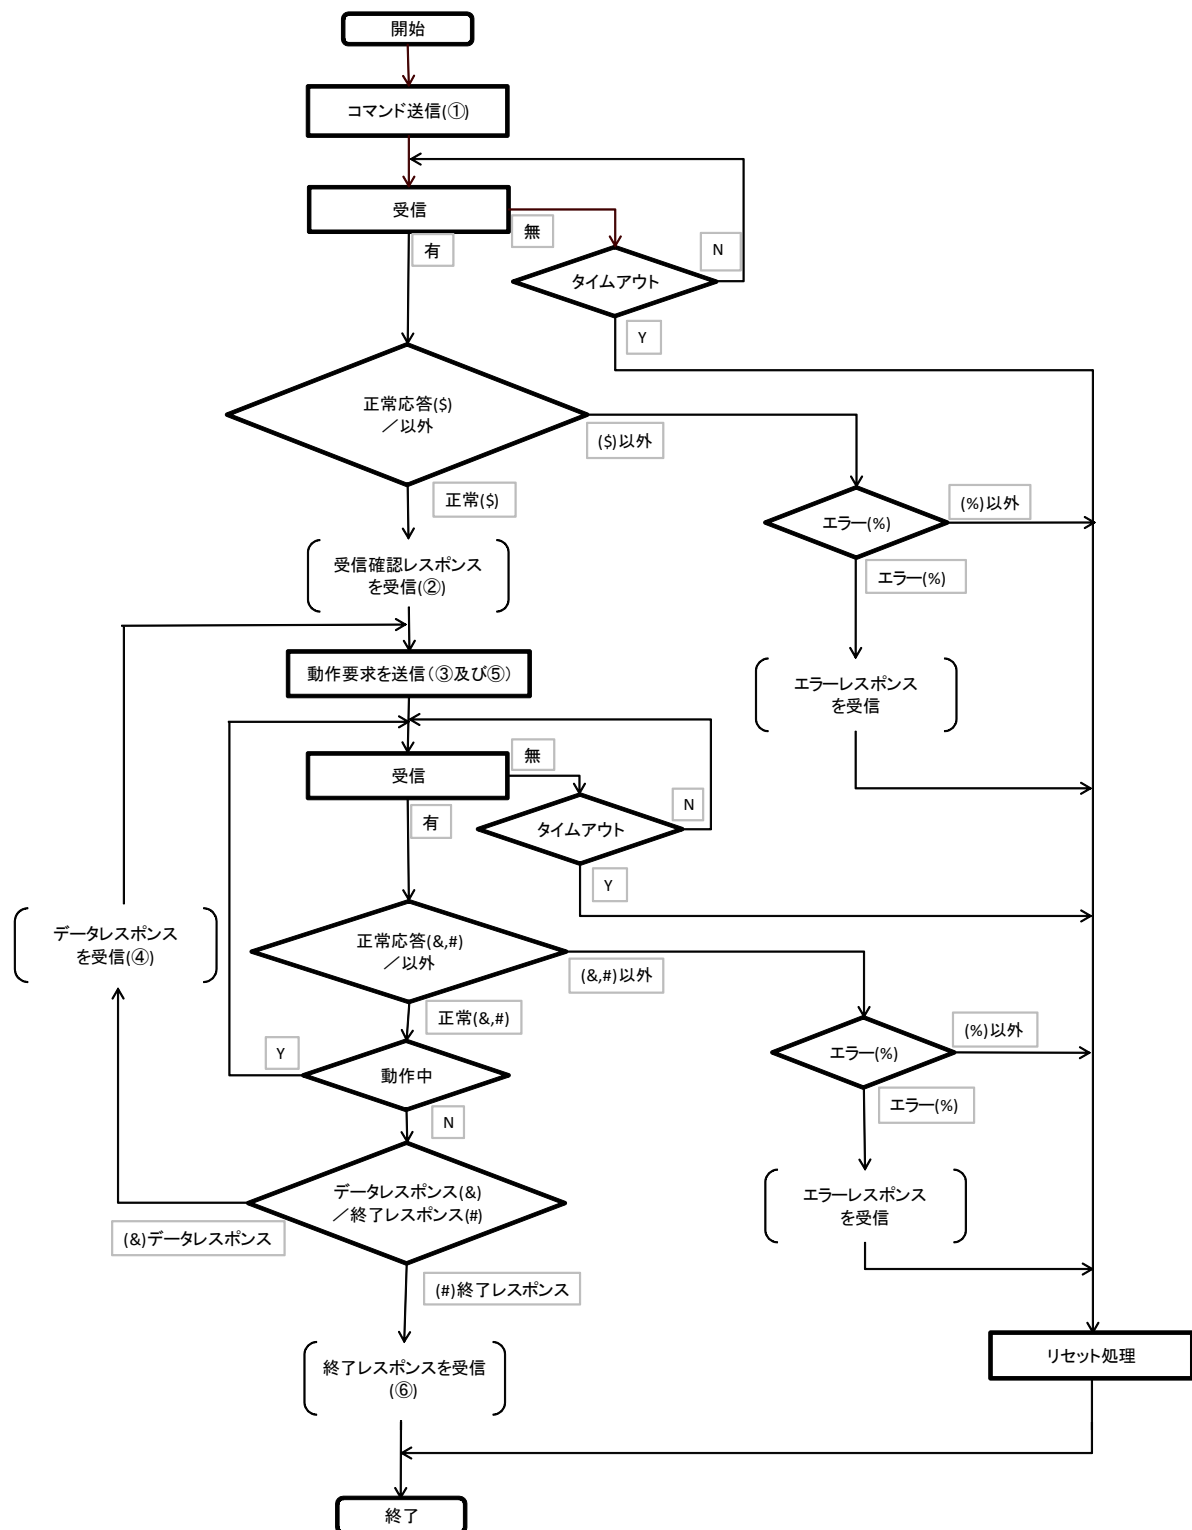 開始
コマンド送信(①)
受信
無
有
タイムアウト
N
Y
正常応答($)
／以外
($)以外
正常($)
エラー(%)
(%)以外
エラー(%)
受信確認レスポンス
を受信(②)
動作要求を送信(③及び⑤)
エラーレスポンス
を受信
受信
無
有
タイムアウト
N
Y
データレスポンス
を受信(④)
正常応答(&,#)
／以外
(&,#)以外
正常(&,#)
エラー(%)
(%)以外
エラー(%)
Y
動作中
N
データレスポンス(&)
／終了レスポンス(#)
(&)データレスポンス
エラーレスポンス
を受信
(#)終了レスポンス
終了レスポンスを受信
(⑥)
リセット処理
終了